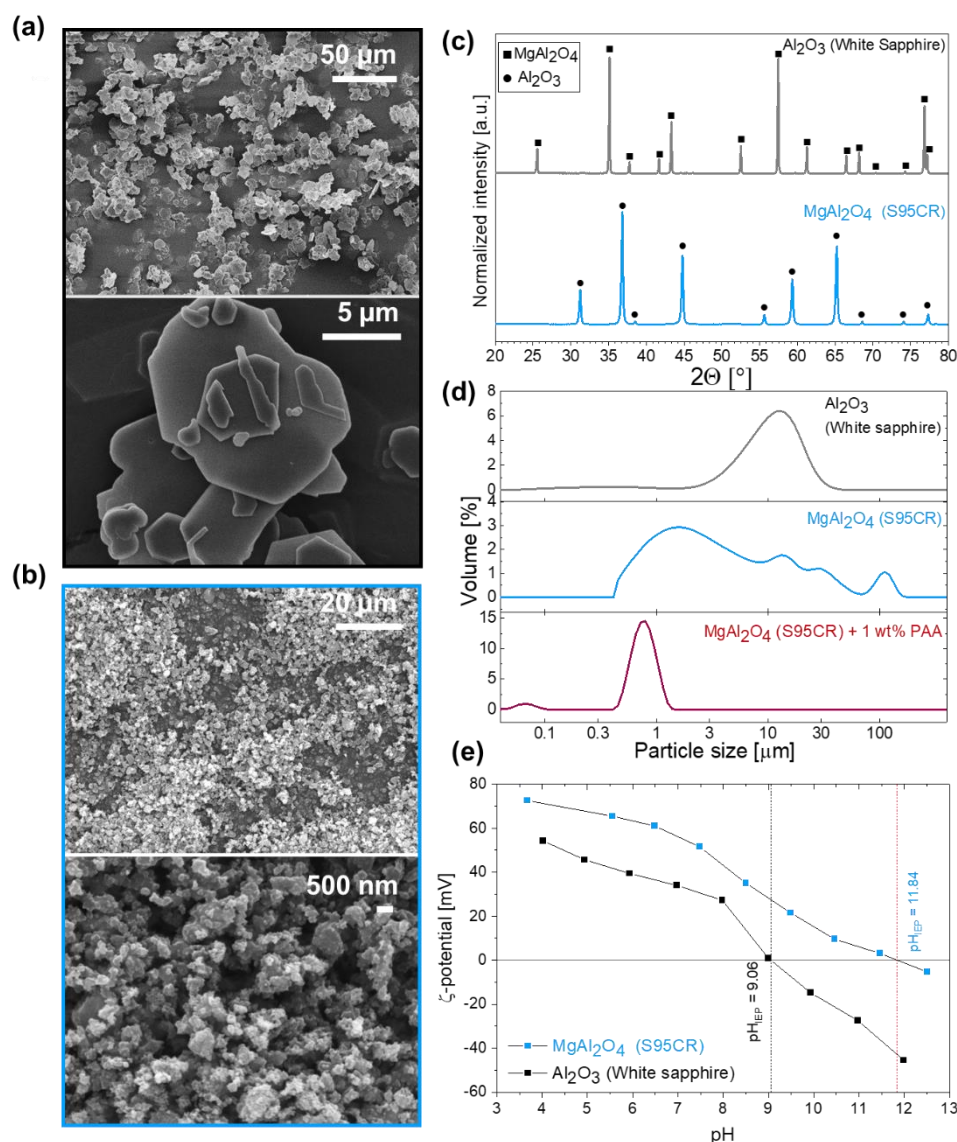 (a)
50 µm
5 µm
(b)
20 µm
500 nm
(c)
Normalized intensity [a.u.]
MgAl₂O₄
Al₂O₃
Al₂O₃ (White Sapphire)
MgAl₂O₄ (S95CR)
20 25 30 35 40 45 50 55 60 65 70 75 80
2Θ [°]
(d)
Volume [%]
8
6
4
2
0
Al₂O₃
(White sapphire)
5
4
3
2
1
0
MgAl₂O₄ (S95CR)
15
10
5
0
MgAl₂O₄ (S95CR) + 1 wt% PAA
0.1 0.3 1 3 10 30 100
Particle size [µm]
(e)
ζ-potential [mV]
80
60
40
20
0
-20
-40
-60
pH_IEP = 9.06
pH_IEP = 11.84
MgAl₂O₄ (S95CR)
Al₂O₃ (White sapphire)
3 4 5 6 7 8 9 10 11 12 13
pH